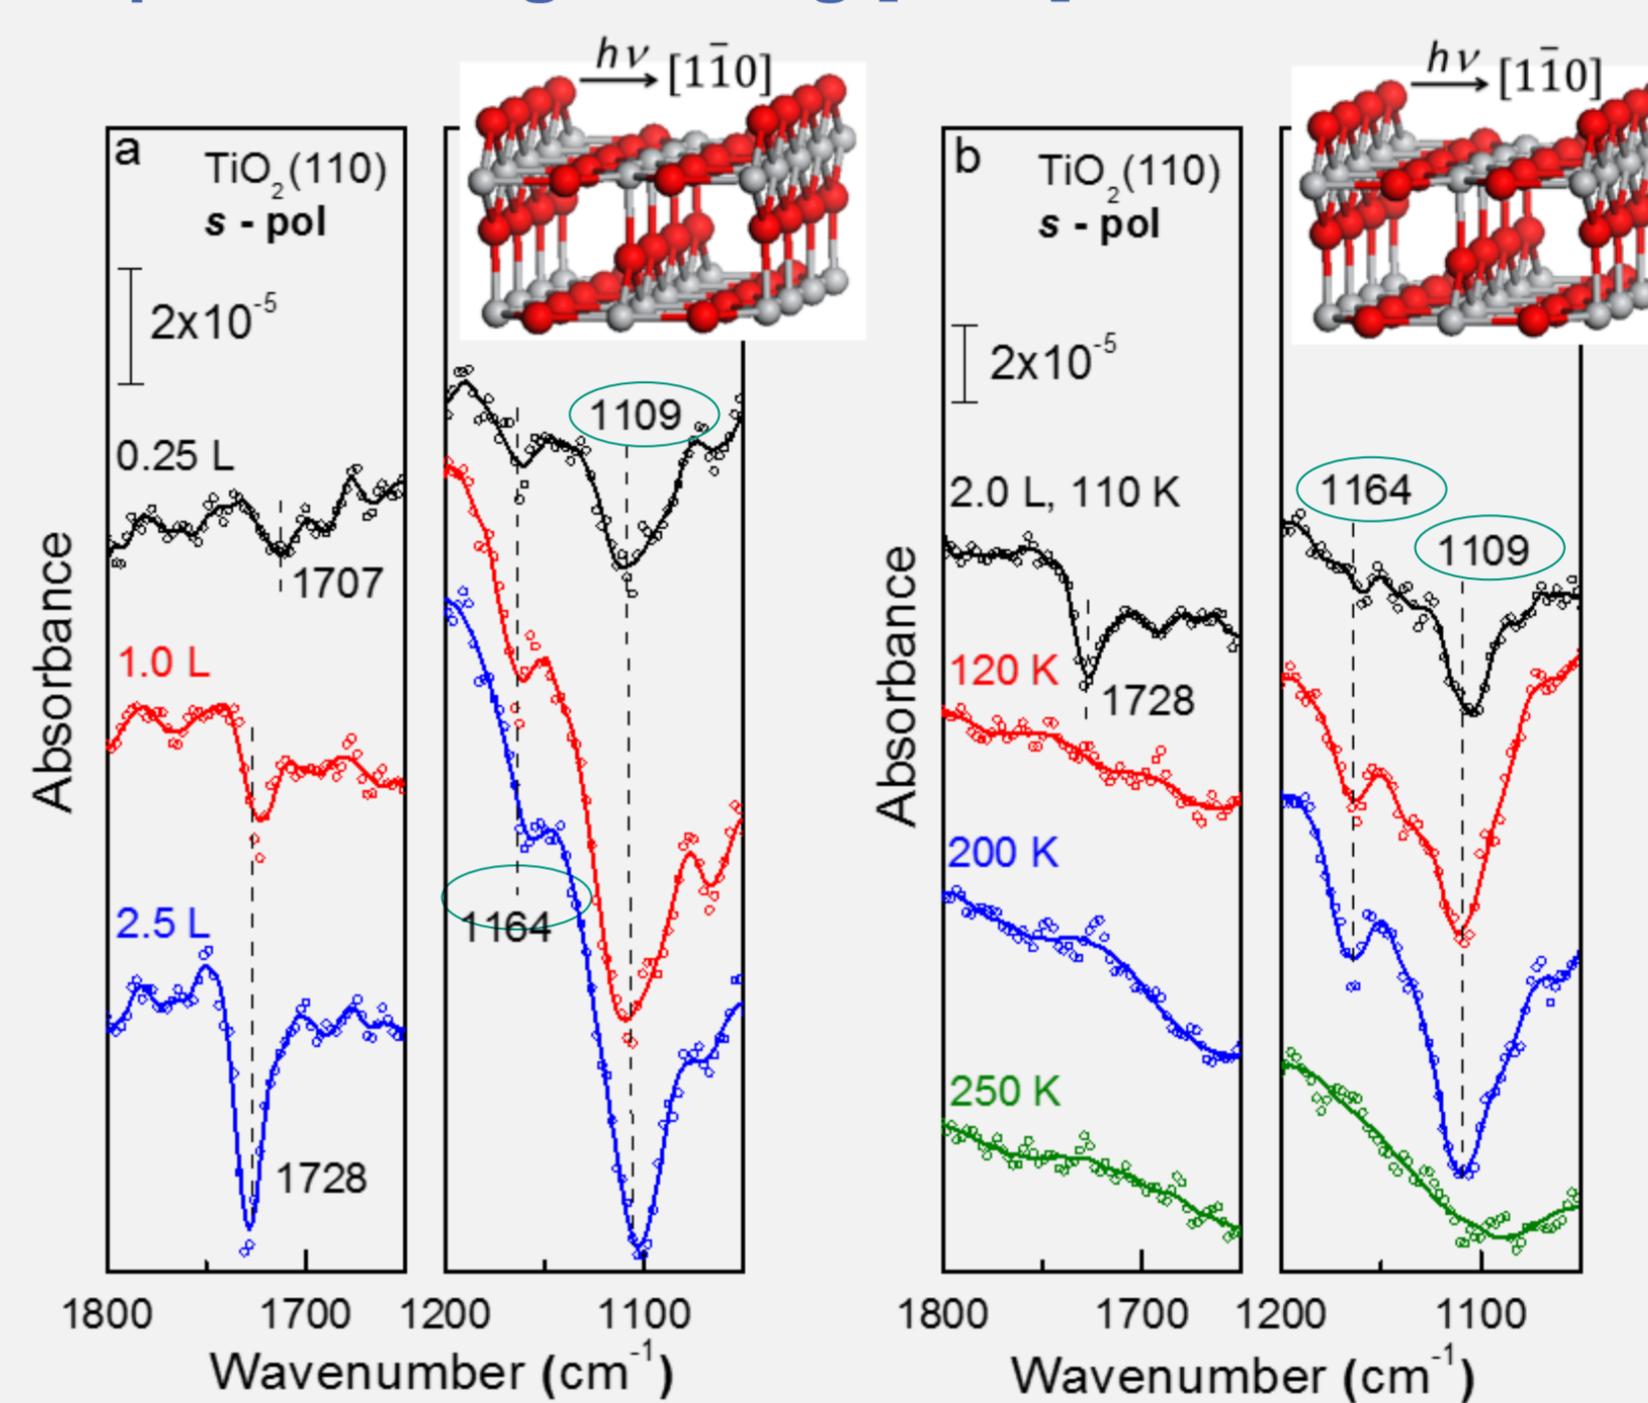 hν [11̄0]
a
TiO₂(110)
s - pol
2x10⁻⁵
0.25 L
1109
1707
1.0 L
1164
2.5 L
1728
Absorbance
1800 1700 1200 1100
Wavenumber (cm⁻¹)
hν [11̄0]
b
TiO₂(110)
s - pol
2x10⁻⁵
2.0 L, 110 K
1164
1109
120 K
1728
200 K
250 K
Absorbance
1800 1700 1200 1100
Wavenumber (cm⁻¹)